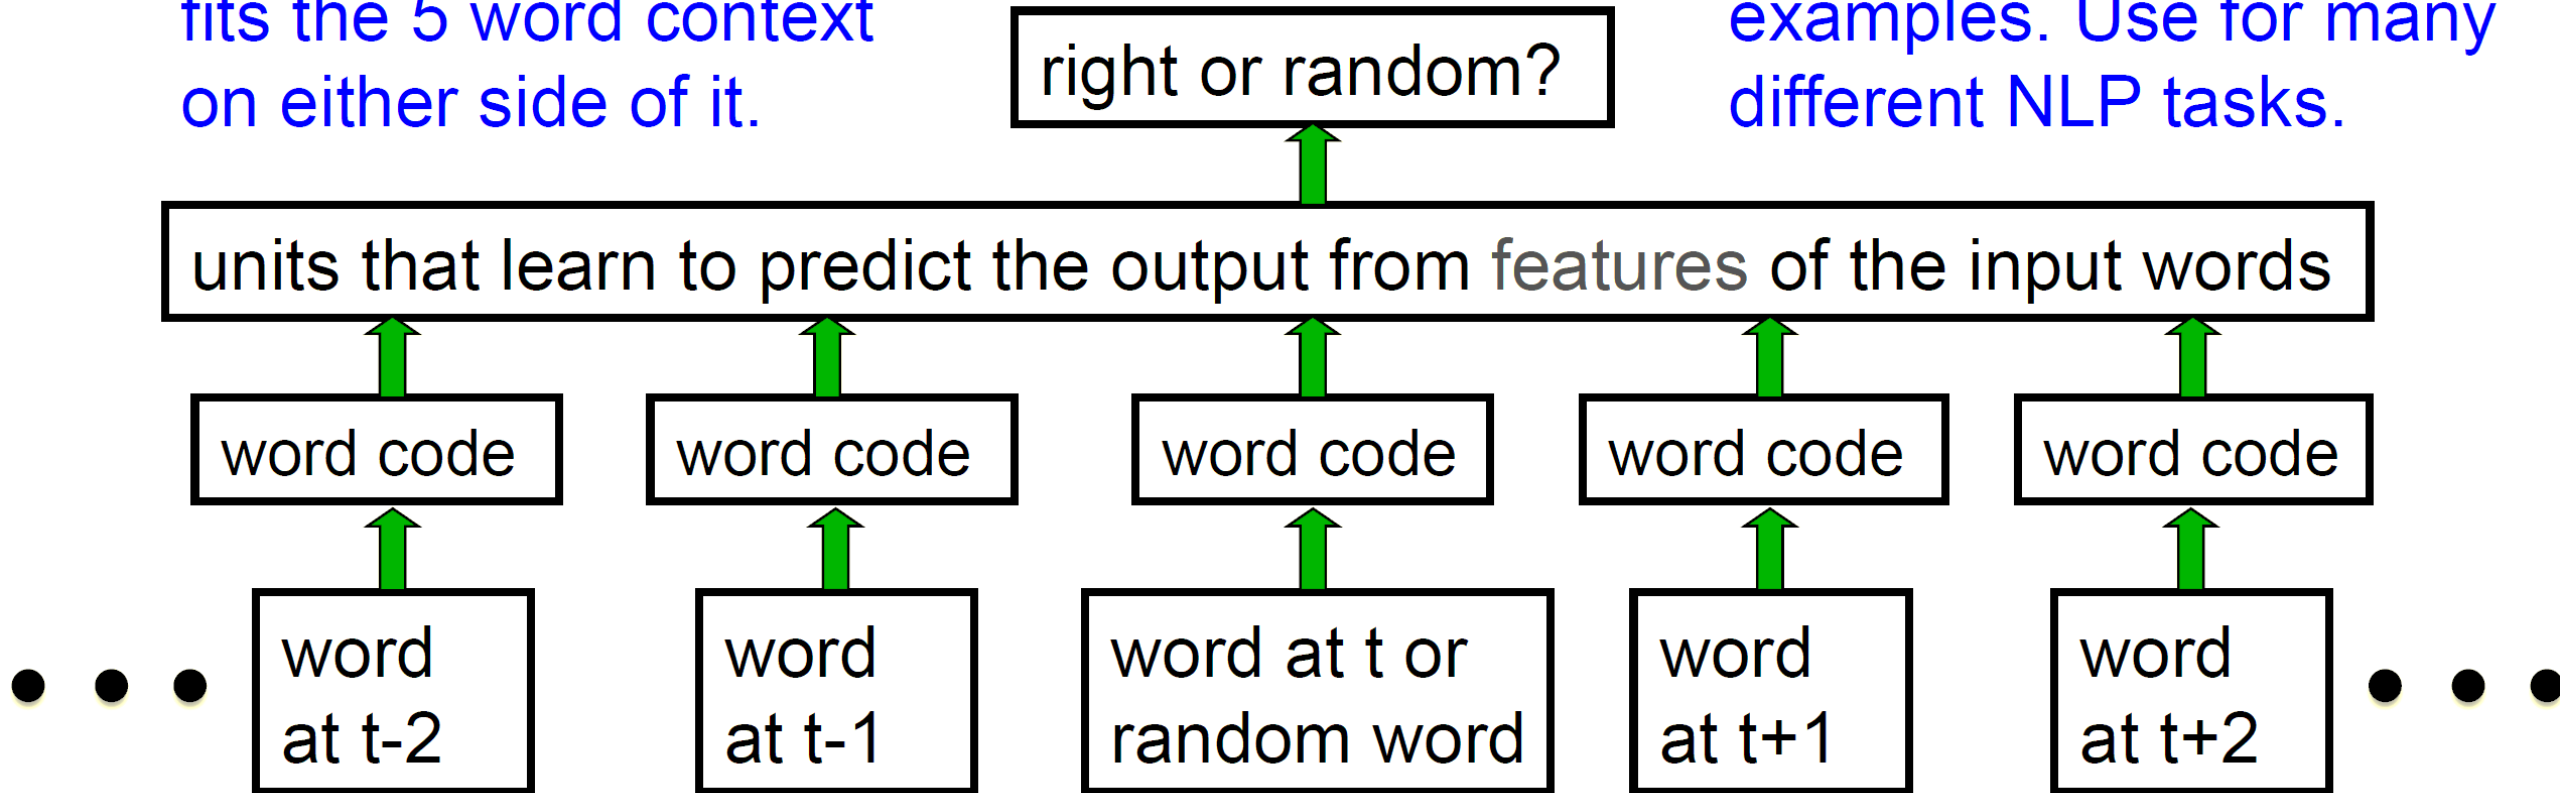 fits the 5 word context
on either side of it.
right or random?
examples. Use for many
different NLP tasks.
units that learn to predict the output from features of the input words
word code
word code
word code
word code
word code
word
at t-2
word
at t-1
word at t or
random word
word
at t+1
word
at t+2